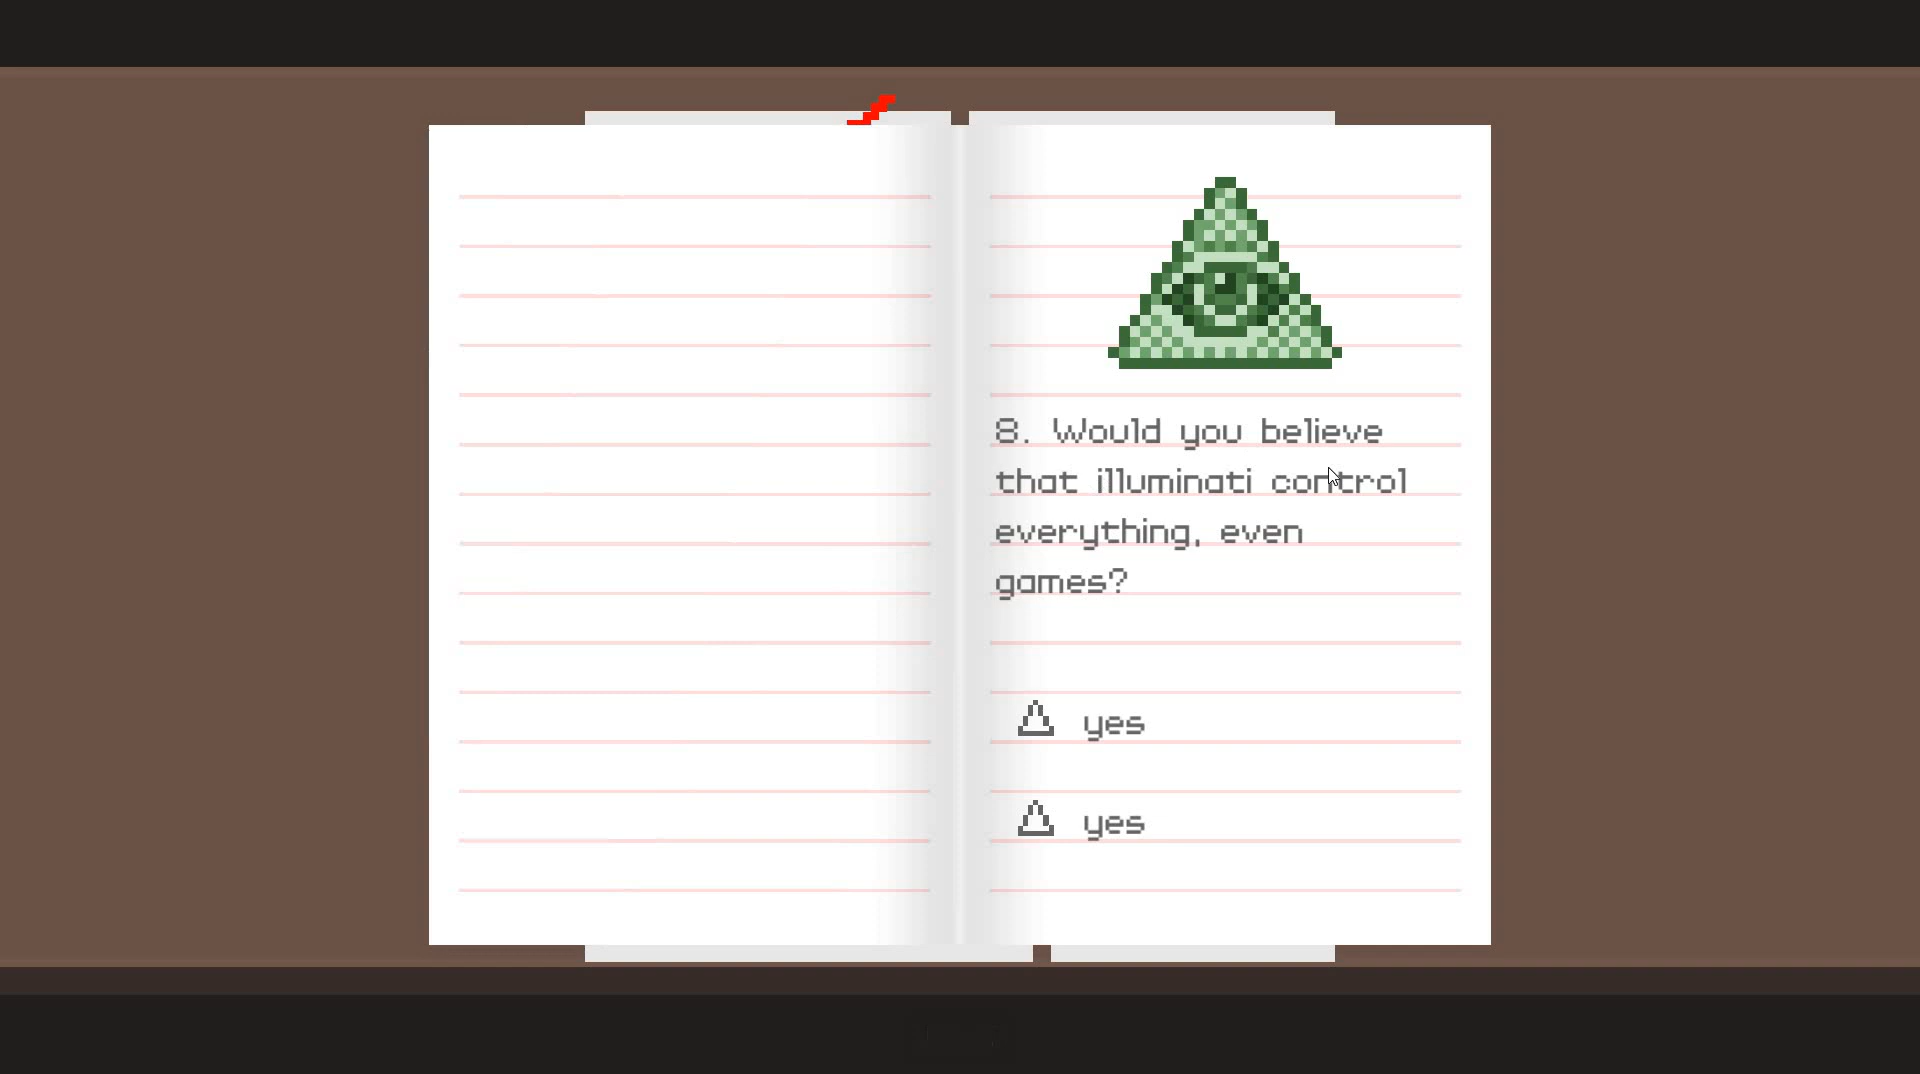 8. Would you believe
that illuminati control
everything, even
games?
yes
yes